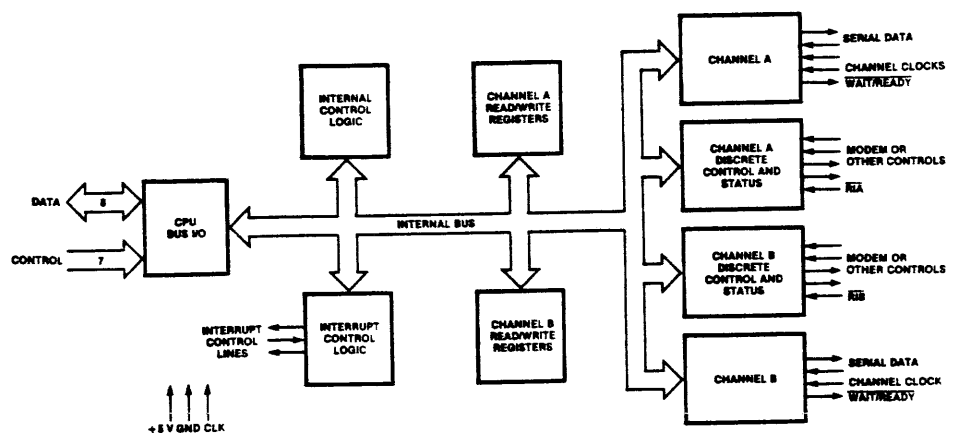 INTERNAL
CONTROL
LOGIC
CHANNEL A
READ/WRITE
REGISTERS
CHANNEL A
SERIAL DATA
CHANNEL CLOCKS
WAIT/READY
CHANNEL A
DISCRETE
CONTROL AND
STATUS
MODEM OR
OTHER CONTROLS
RIA
DATA
8
CONTROL
7
CPU
BUS I/O
INTERNAL BUS
CHANNEL B
DISCRETE
CONTROL AND
STATUS
MODEM OR
OTHER CONTROLS
RIB
INTERRUPT
CONTROL
LINES
INTERRUPT
CONTROL
LOGIC
CHANNEL B
READ/WRITE
REGISTERS
CHANNEL B
SERIAL DATA
CHANNEL CLOCK
WAIT/READY
+5 V GND CLK